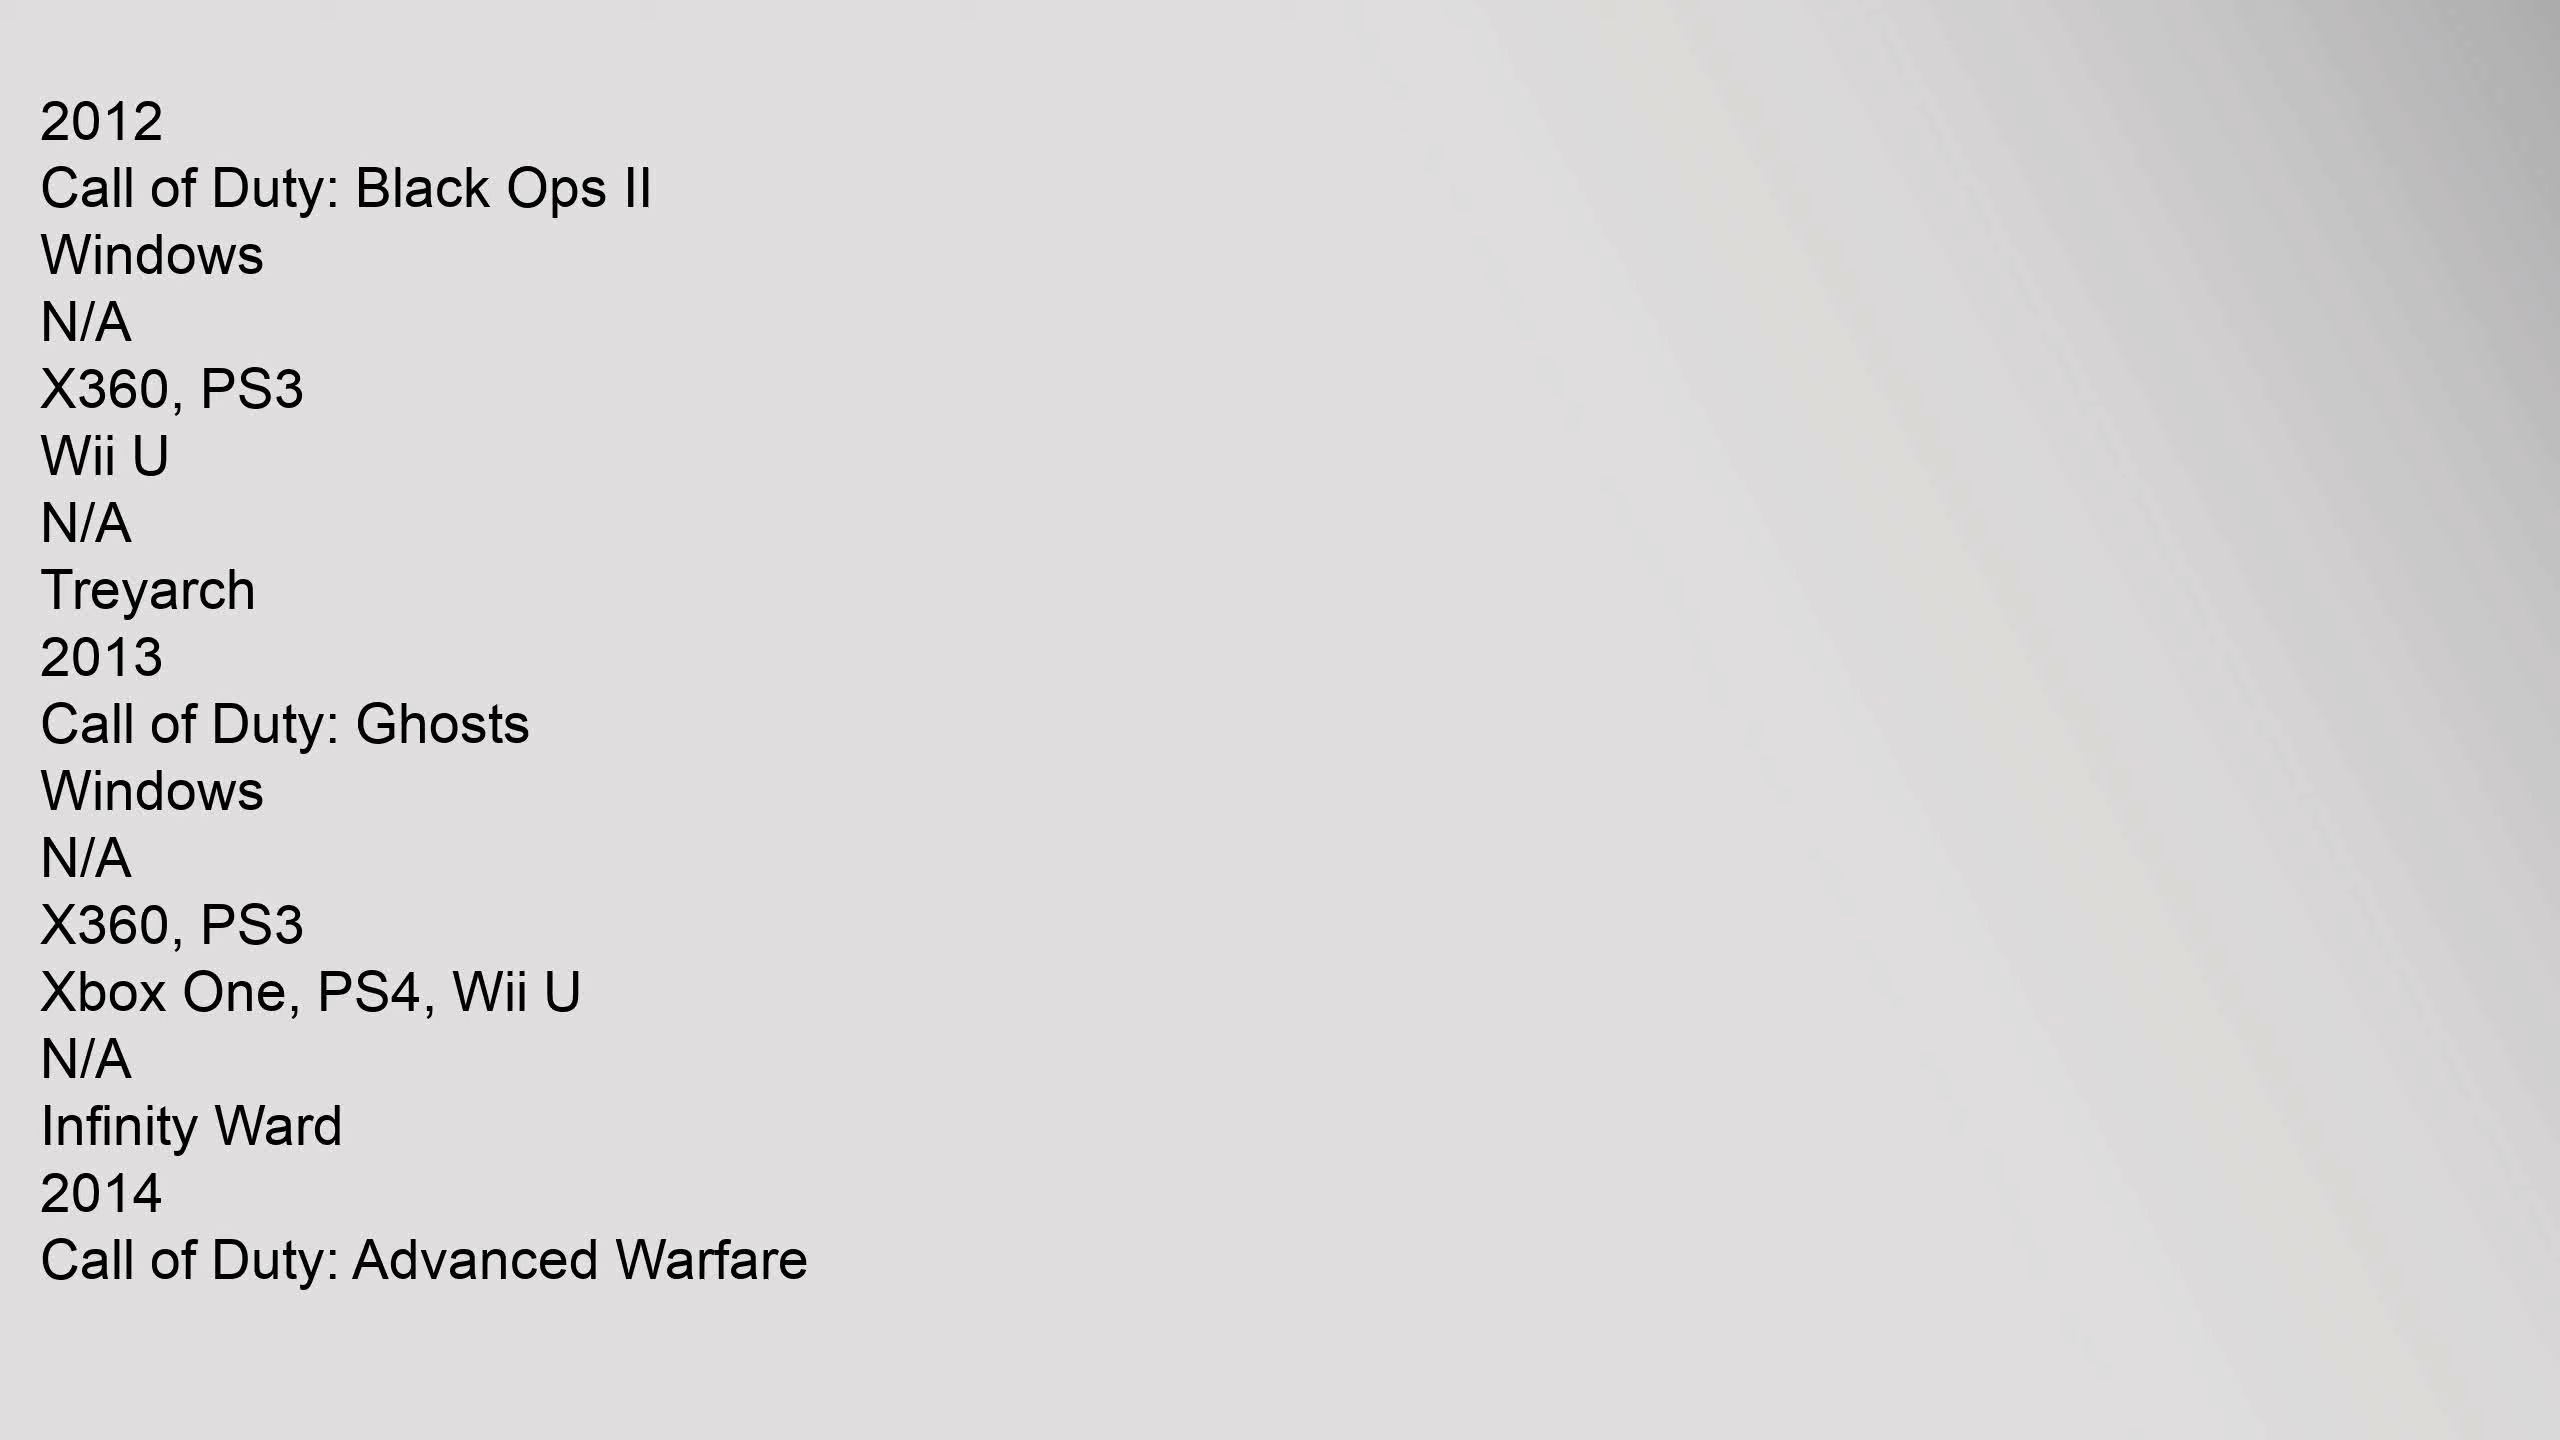 2012
Call of Duty: Black Ops II
Windows
N/A
X360, PS3
Wii U
N/A
Treyarch
2013
Call of Duty: Ghosts
Windows
N/A
X360, PS3
Xbox One, PS4, Wii U
N/A
Infinity Ward
2014
Call of Duty: Advanced Warfare